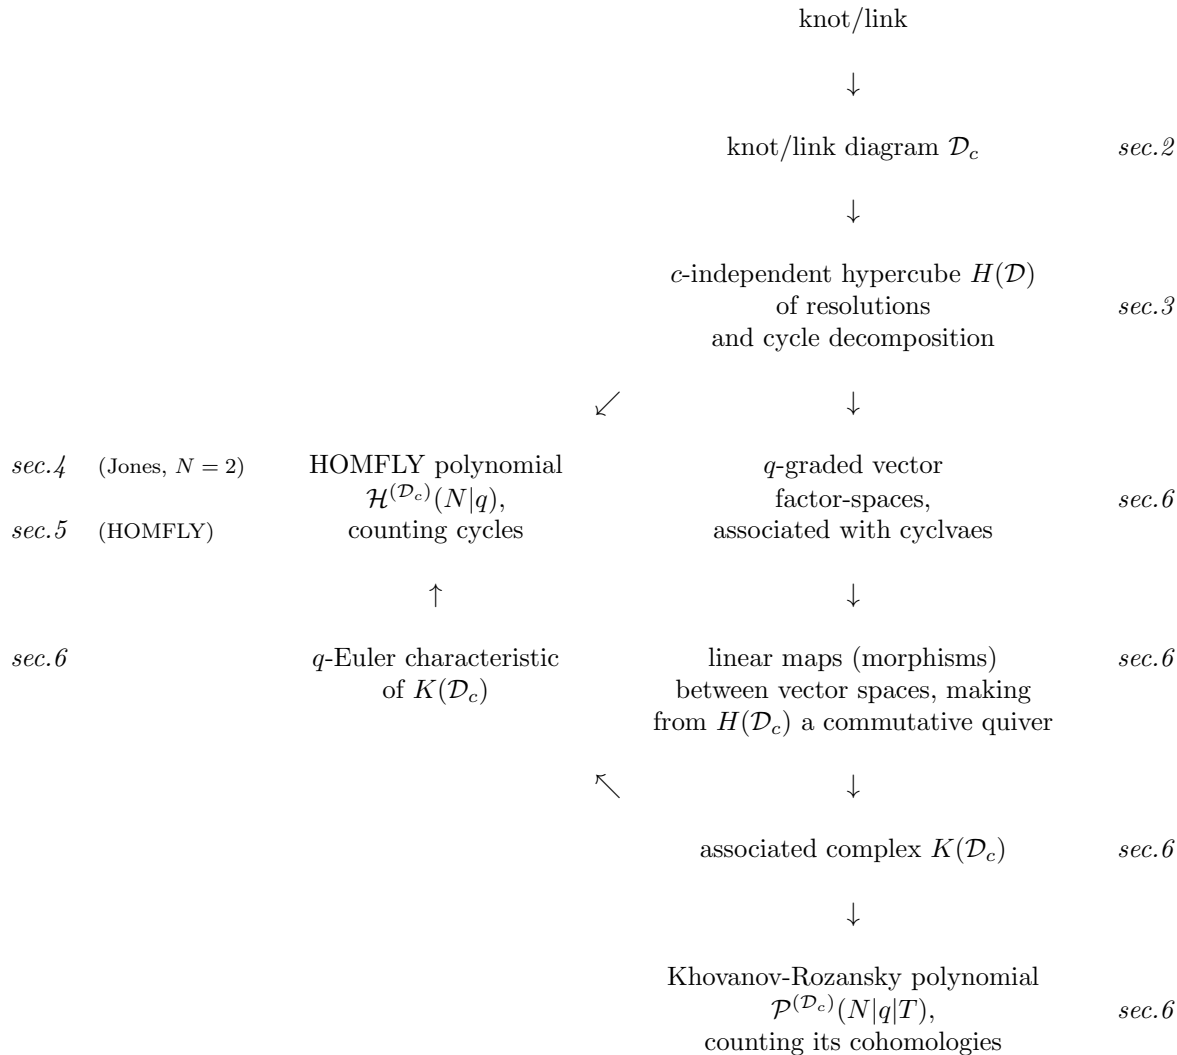 knot/link
↓
knot/link diagram 𝒟_c sec.2
↓
c-independent hypercube H(𝒟)
of resolutions sec.3
and cycle decomposition
↙ ↓
sec.4 (Jones, N = 2) HOMFLY polynomial q-graded vector
ℋ^(𝒟_c)(N|q), factor-spaces, sec.6
sec.5 (HOMFLY) counting cycles associated with cyclvaes
↑ ↓
sec.6 q-Euler characteristic linear maps (morphisms) sec.6
of K(𝒟_c) between vector spaces, making
from H(𝒟_c) a commutative quiver
↖ ↓
associated complex K(𝒟_c) sec.6
↓
Khovanov-Rozansky polynomial
𝒫^(𝒟_c)(N|q|T), sec.6
counting its cohomologies